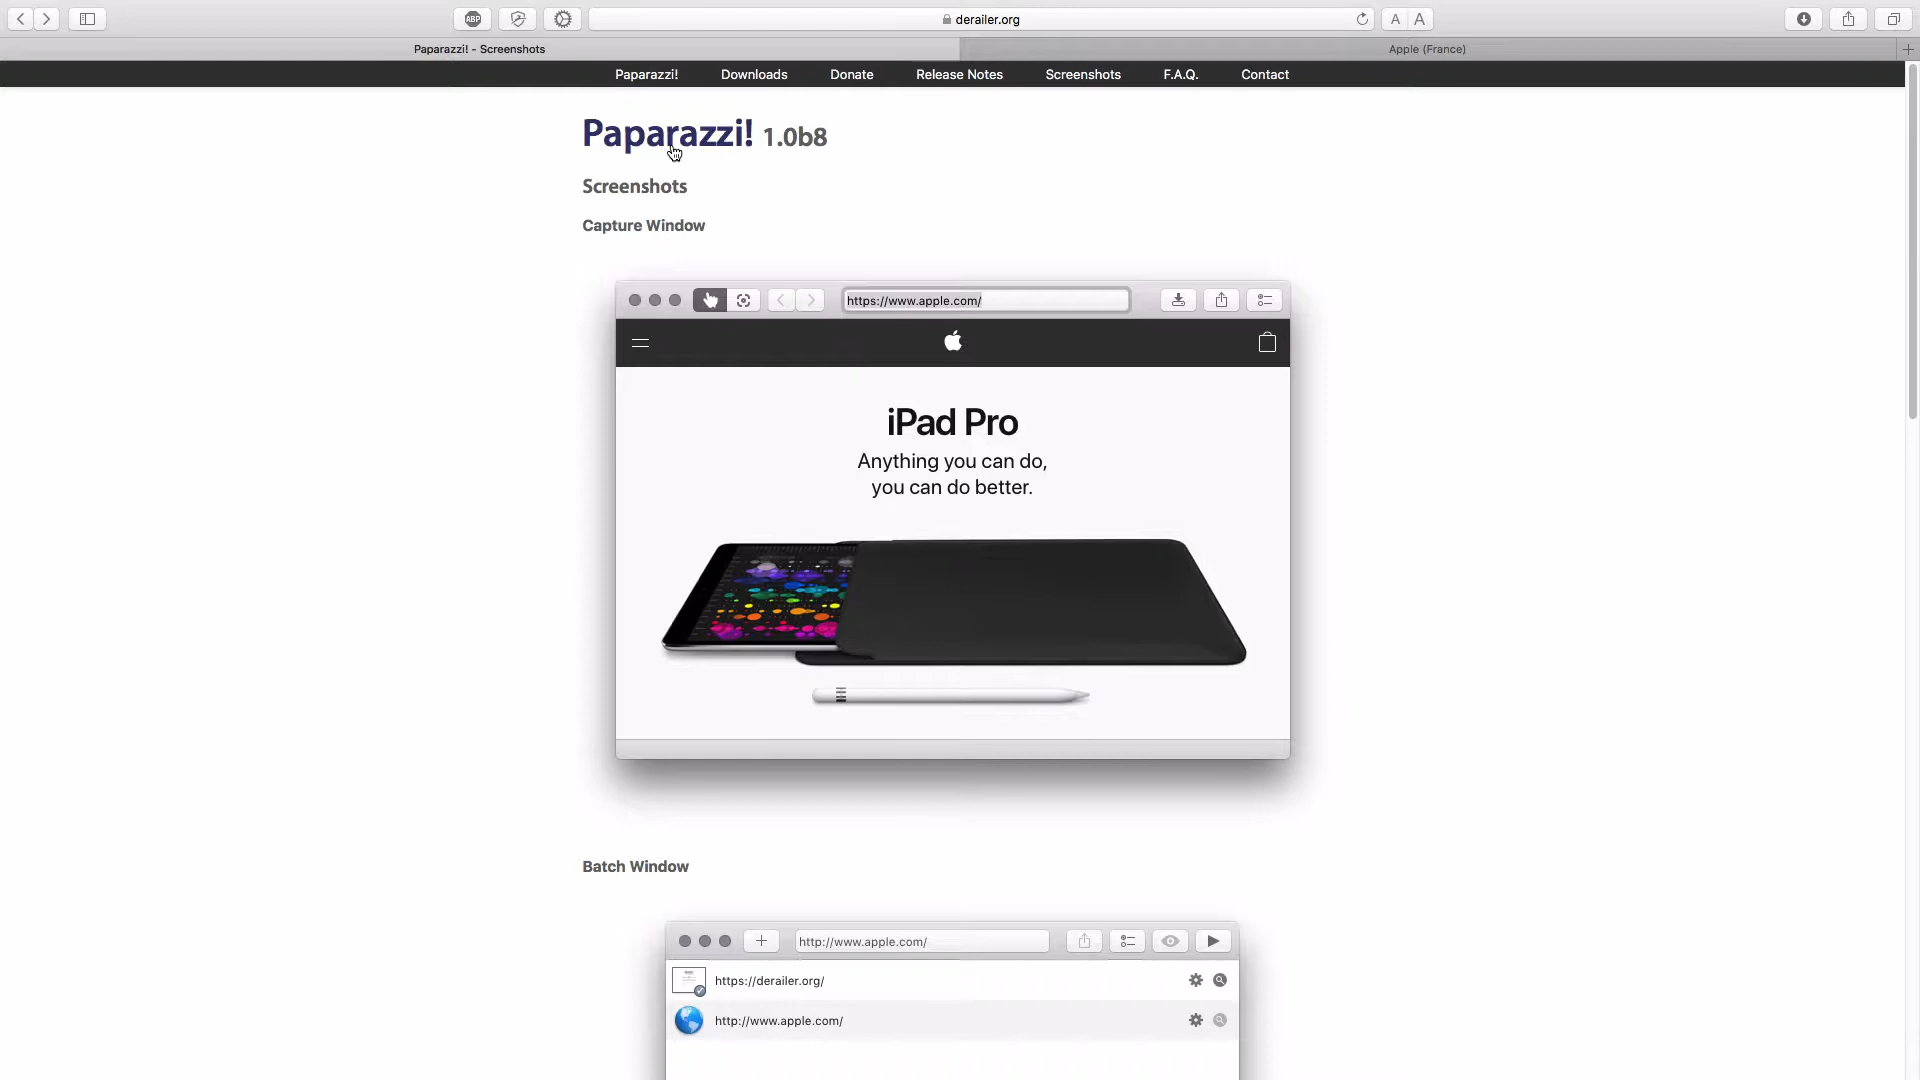 ABP
derailer.org
A A
Paparazzi! - Screenshots
Apple (France)
Paparazzi! Downloads Donate Release Notes Screenshots F.A.Q. Contact
Paparazzi! 1.0b8
Screenshots
Capture Window
https://www.apple.com/
iPad Pro
Anything you can do,
you can do better.
Batch Window
http://www.apple.com/
https://derailer.org/
http://www.apple.com/